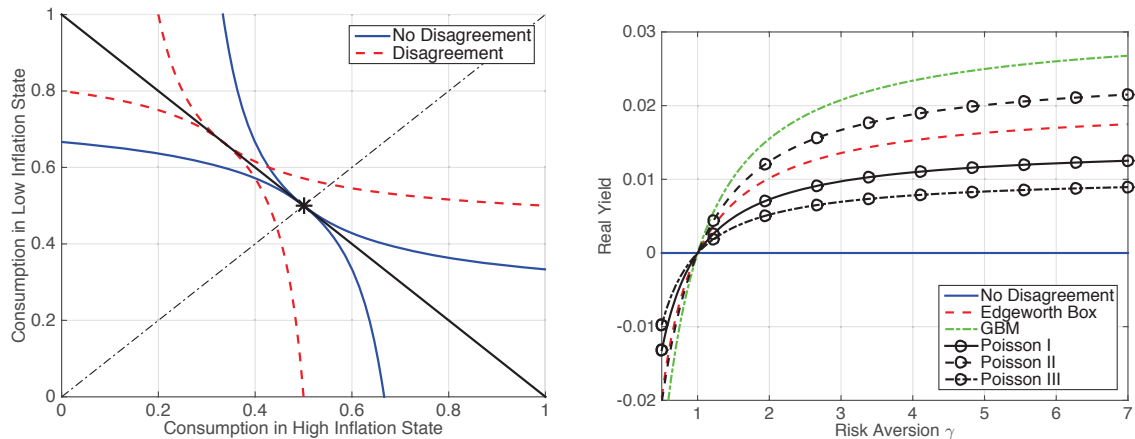 Consumption in Low Inflation State
1
0.8
0.6
0.4
0.2
0
0
0.2
0.4
0.6
0.8
1
Consumption in High Inflation State
No Disagreement
Disagreement
Real Yield
0.02
0.01
0
-0.01
-0.02
1
2
3
4
5
6
7
Risk Aversion γ
No Disagreement
Edgeworth Box
GBM
Poisson I
Poisson II
Poisson III